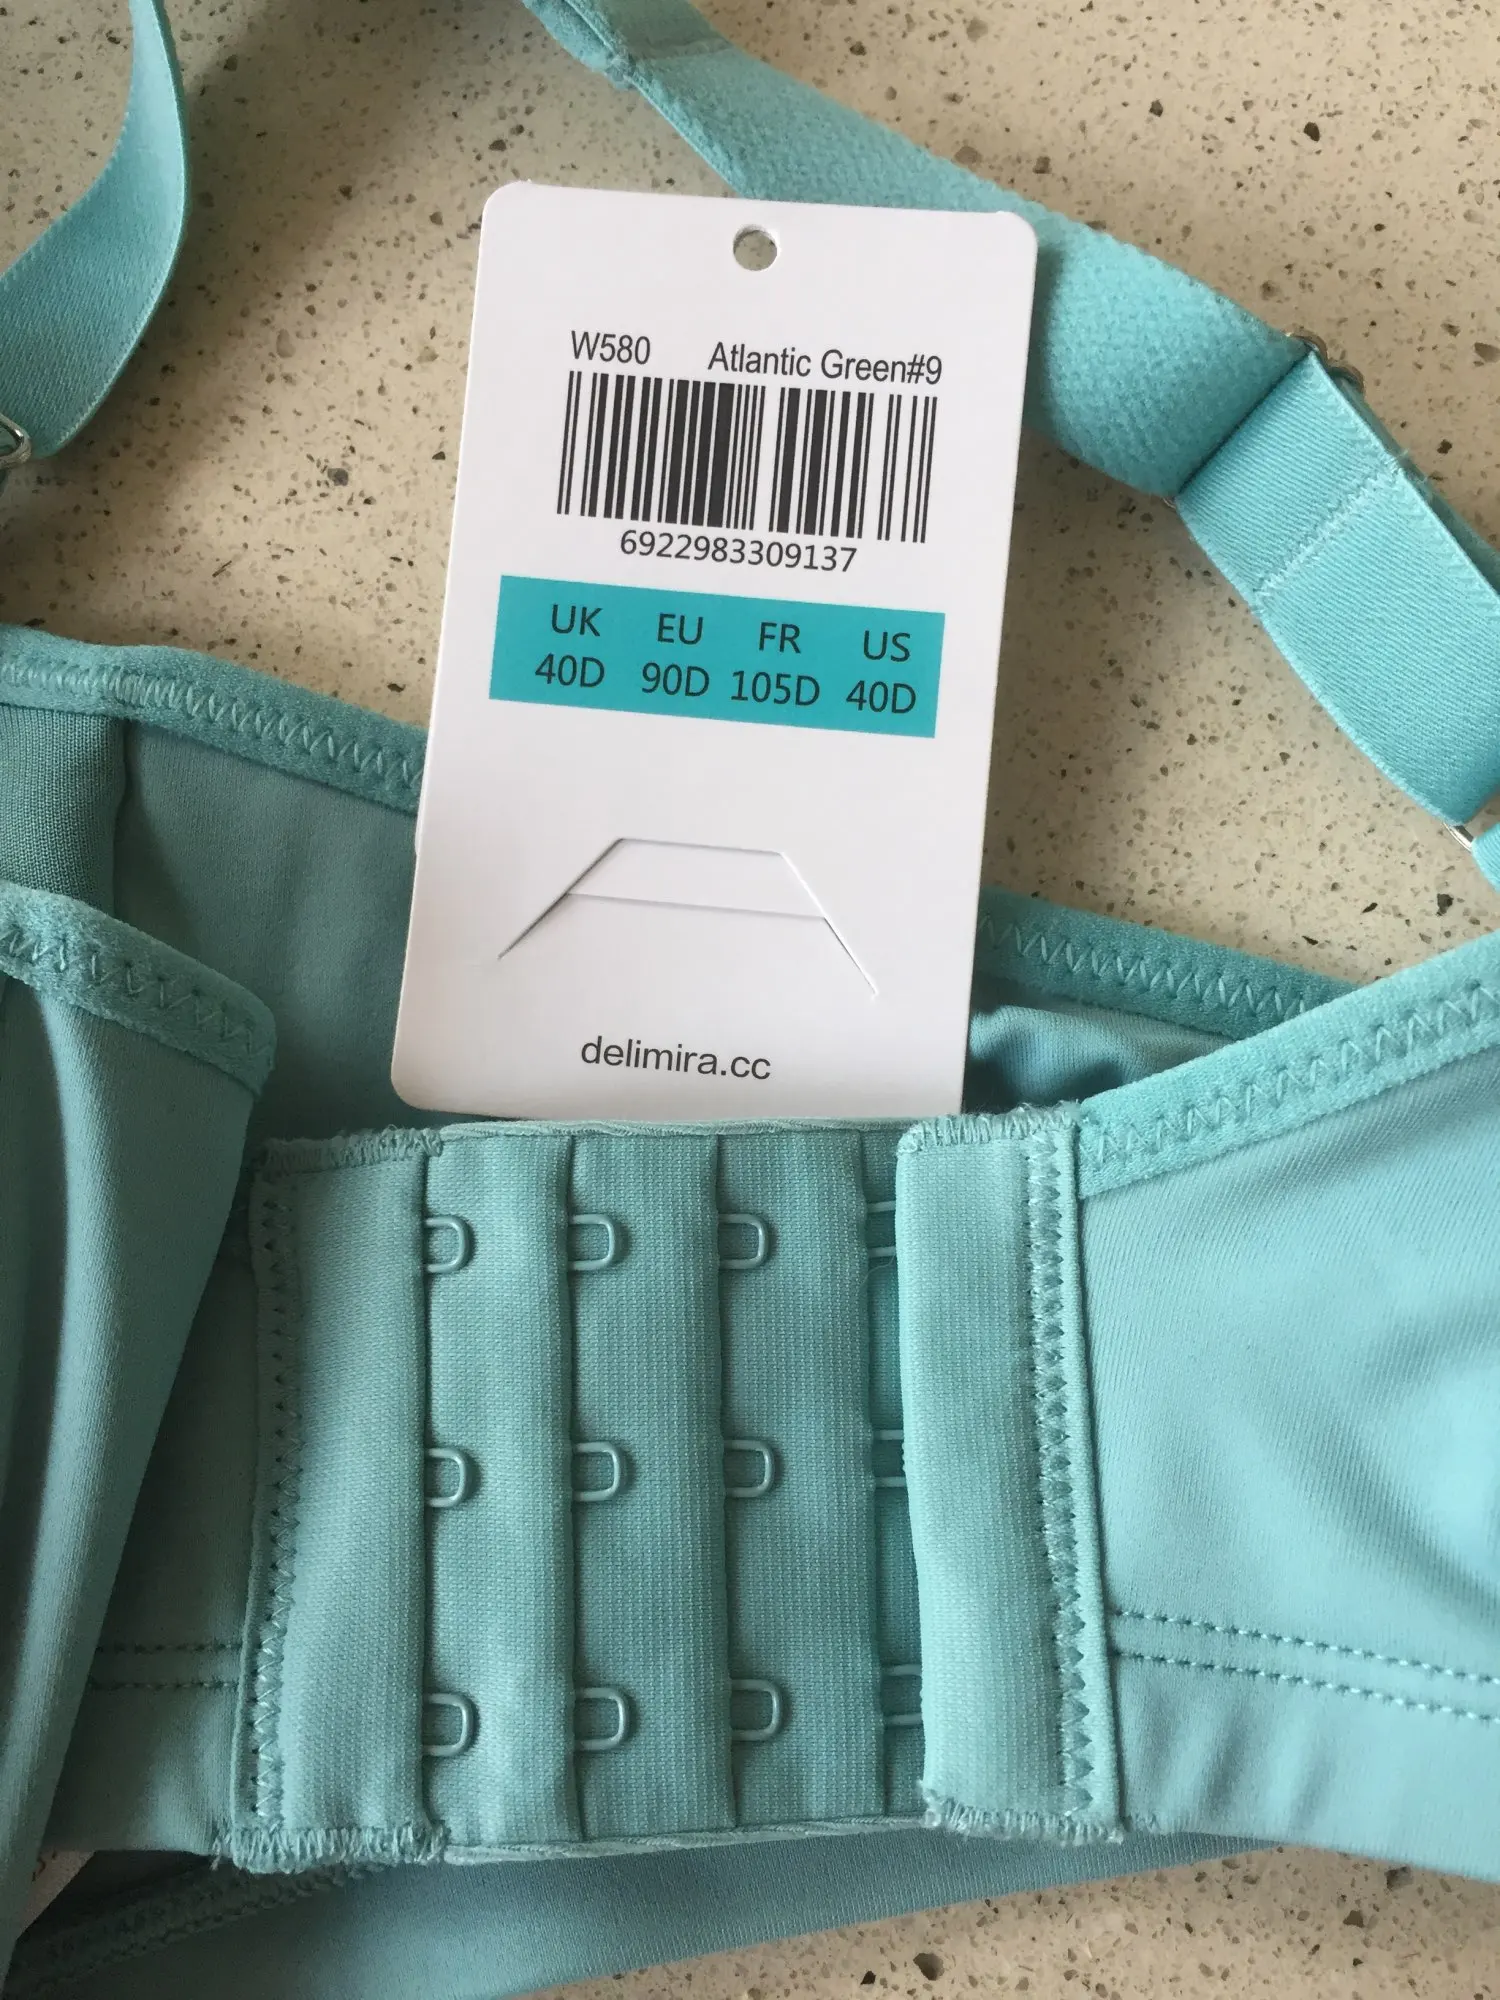 W580 Atlantic Green#9
6922983309137
UK EU FR US
40D 90D 105D 40D
delimira.cc